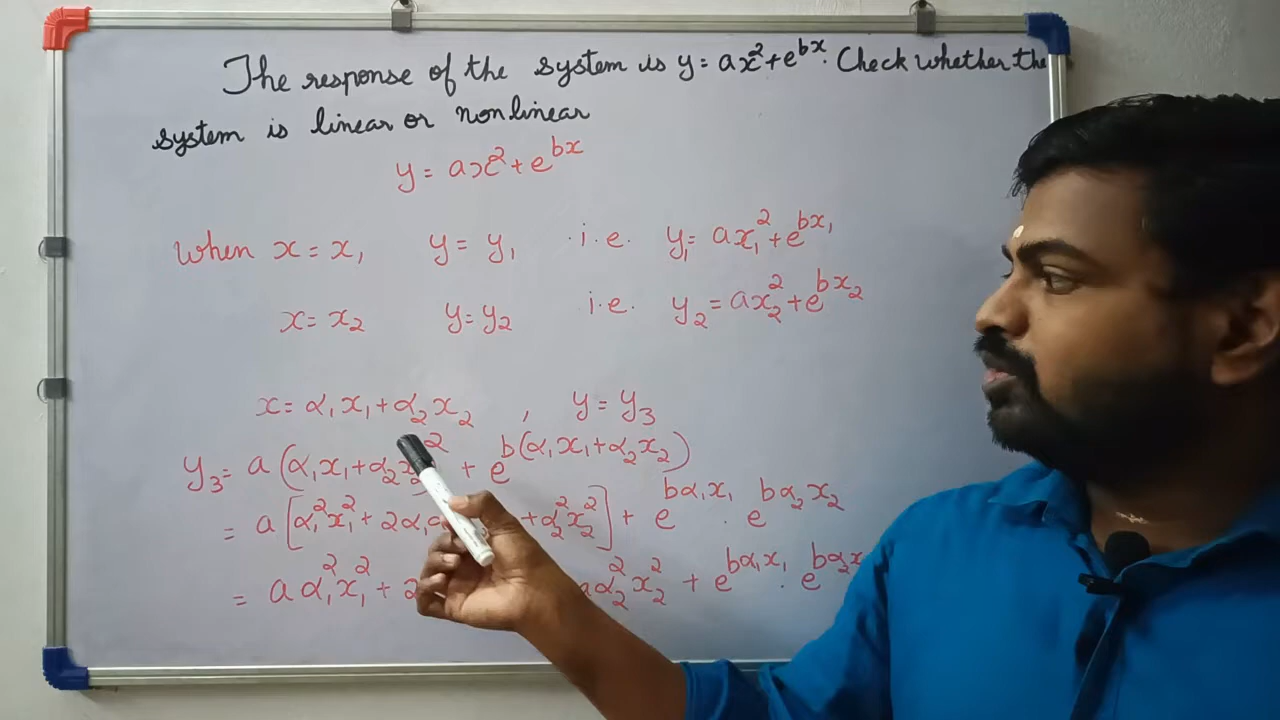 The response of the system is y = ax² + e^{bx}. Check whether the
system is linear or nonlinear
y = ax² + e^{bx}
When x = x₁ y = y₁ i.e. y₁ = ax₁² + e^{bx₁}
x = x₂ y = y₂ i.e. y₂ = ax₂² + e^{bx₂}
x = α₁x₁ + α₂x₂ , y = y₃
y₃ = a(α₁x₁ + α₂x₂)² + e^{b(α₁x₁ + α₂x₂)}
= a[α₁²x₁² + 2α₁ + α₂²x₂²] + e^{bα₁x₁} . e^{bα₂x₂}
= aα₁²x₁² + 2 aα₂²x₂² + e^{bα₁x₁} . e^{bα₂x